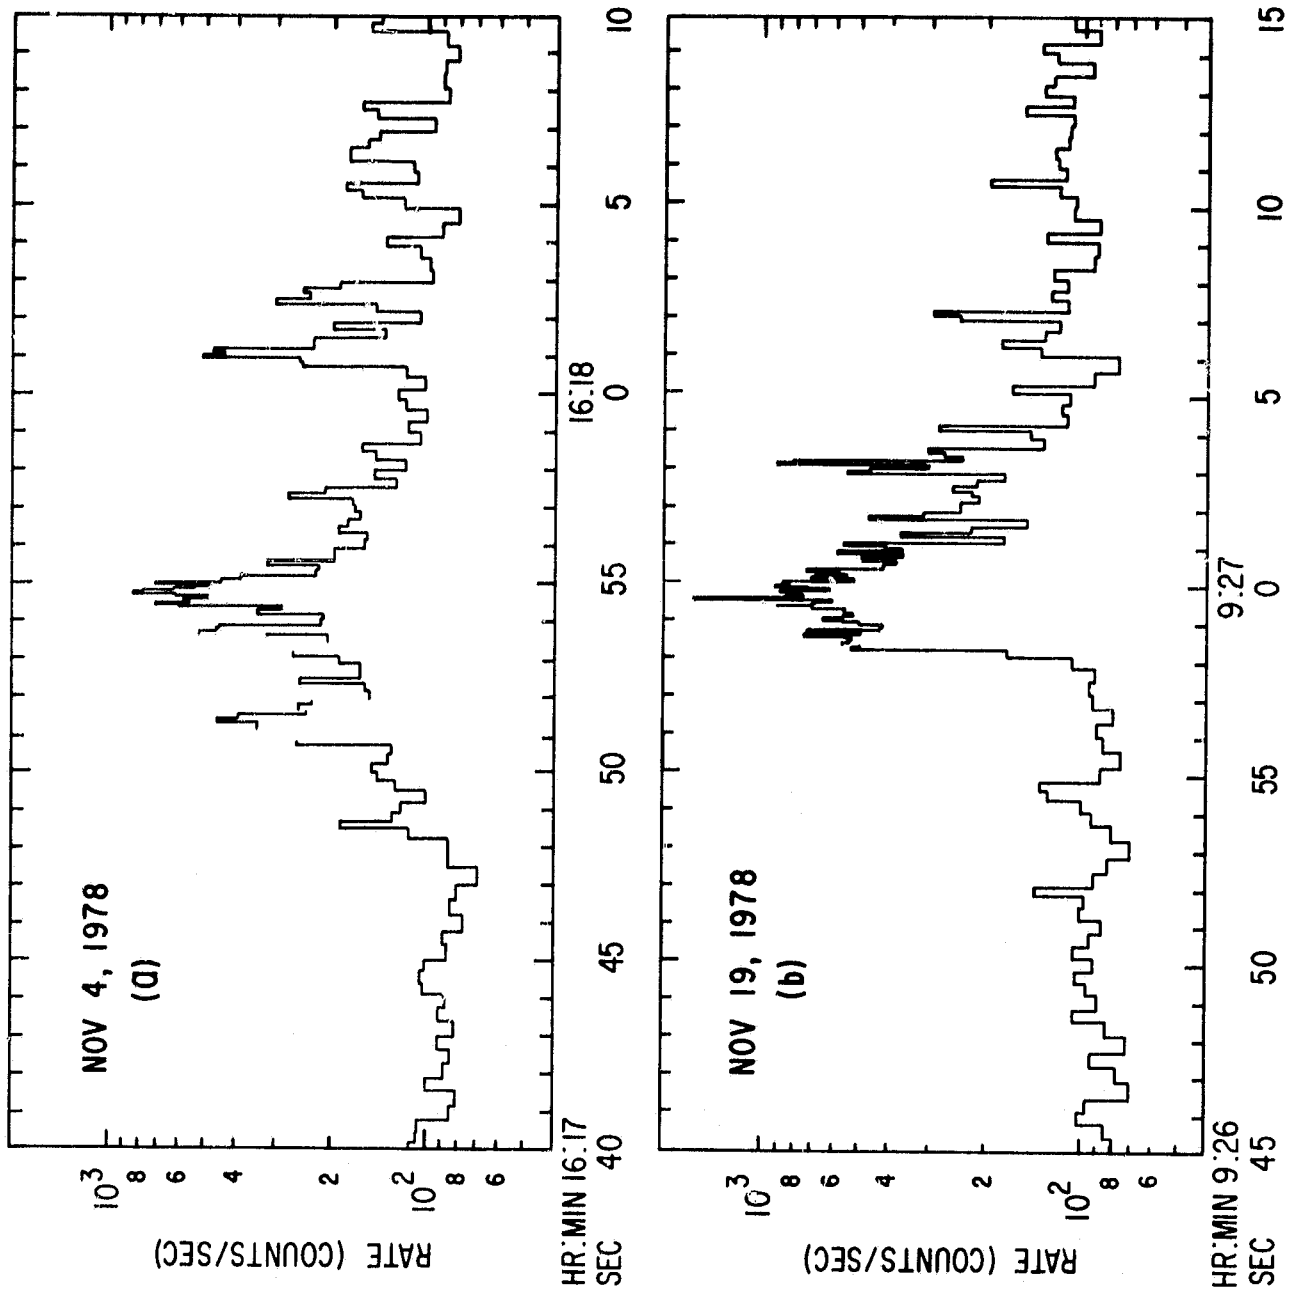 NOV 4, 1978
(a)
10³
8
6
4
2
10²
8
6
RATE (COUNTS/SEC)
HR:MIN 16:17 16:18
SEC 40 45 50 55 0 5 10
NOV 19, 1978
(b)
10³
8
6
4
2
10²
8
6
RATE (COUNTS/SEC)
HR:MIN 9:26 9:27
SEC 45 50 55 0 5 10 15